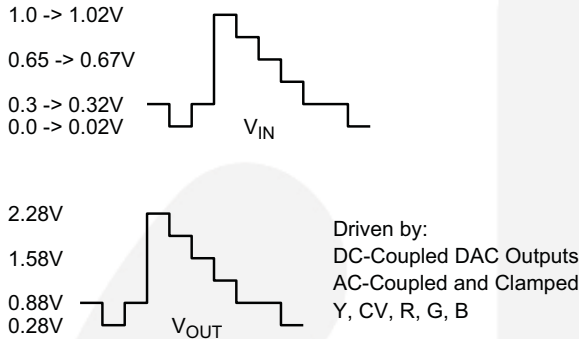 1.0 -> 1.02V
0.65 -> 0.67V
0.3 -> 0.32V
0.0 -> 0.02V
VIN
2.28V
1.58V
0.88V
0.28V
VOUT
Driven by:
DC-Coupled DAC Outputs
AC-Coupled and Clamped
Y, CV, R, G, B